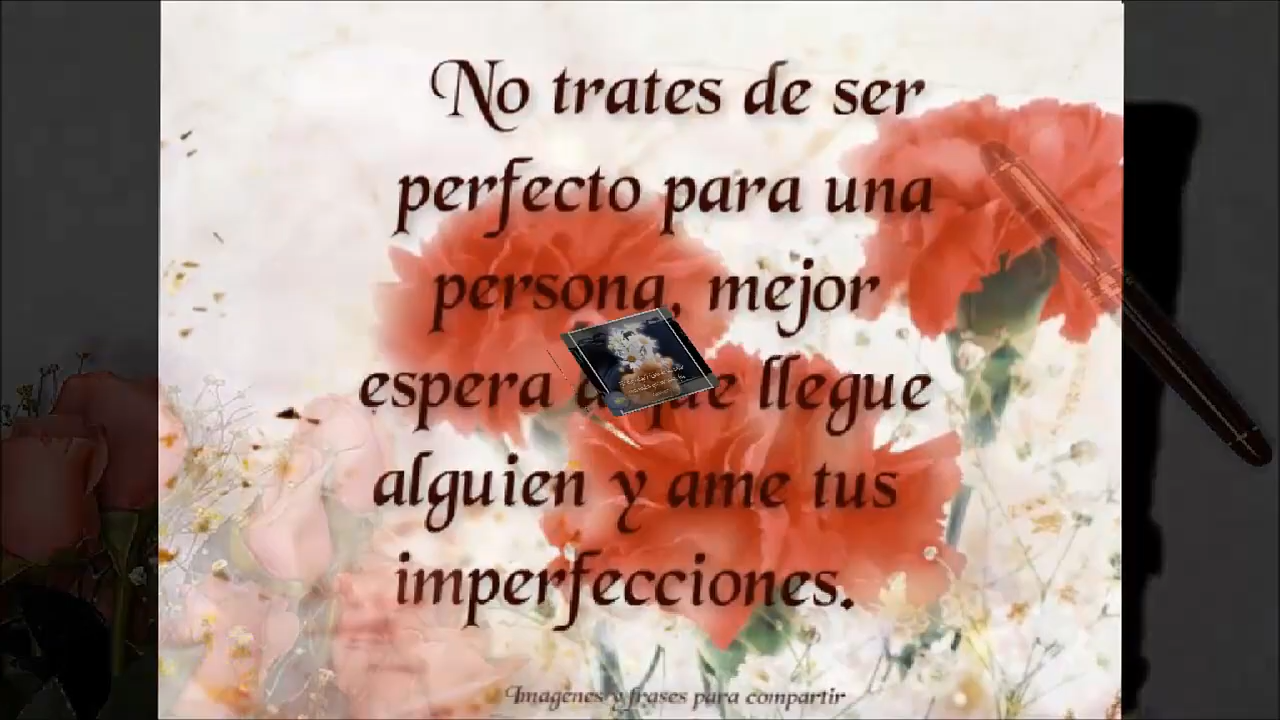 No trates de ser
perfecto para una
persona, mejor
espera a que llegue
alguien y ame tus
imperfecciones.
Imagenes y frases para compartir